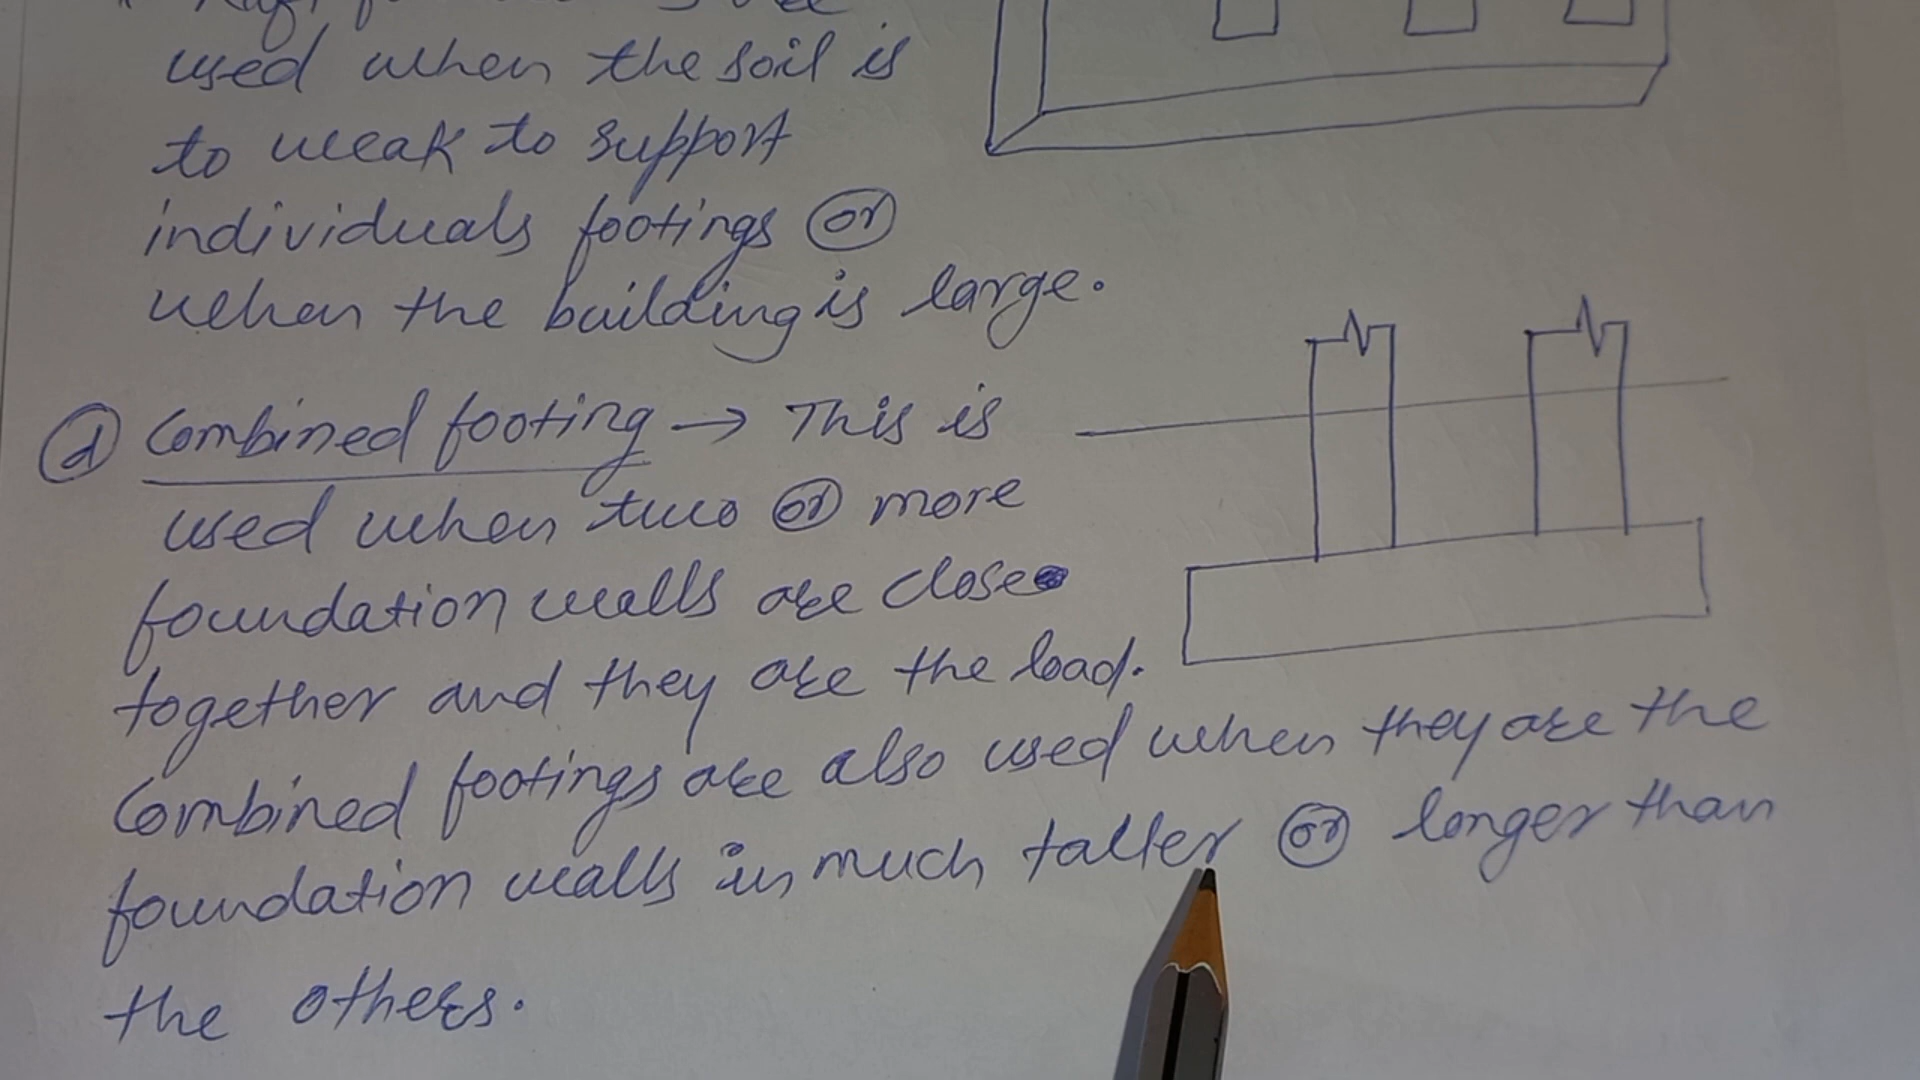 used when the soil is
to weak to support
individuals footings or
when the building is large.
d Combined footing → This is
used when two or more
foundation walls are close
together and they are the load.
Combined footings are also used when they are the
foundation walls in much taller or longer than
the others.